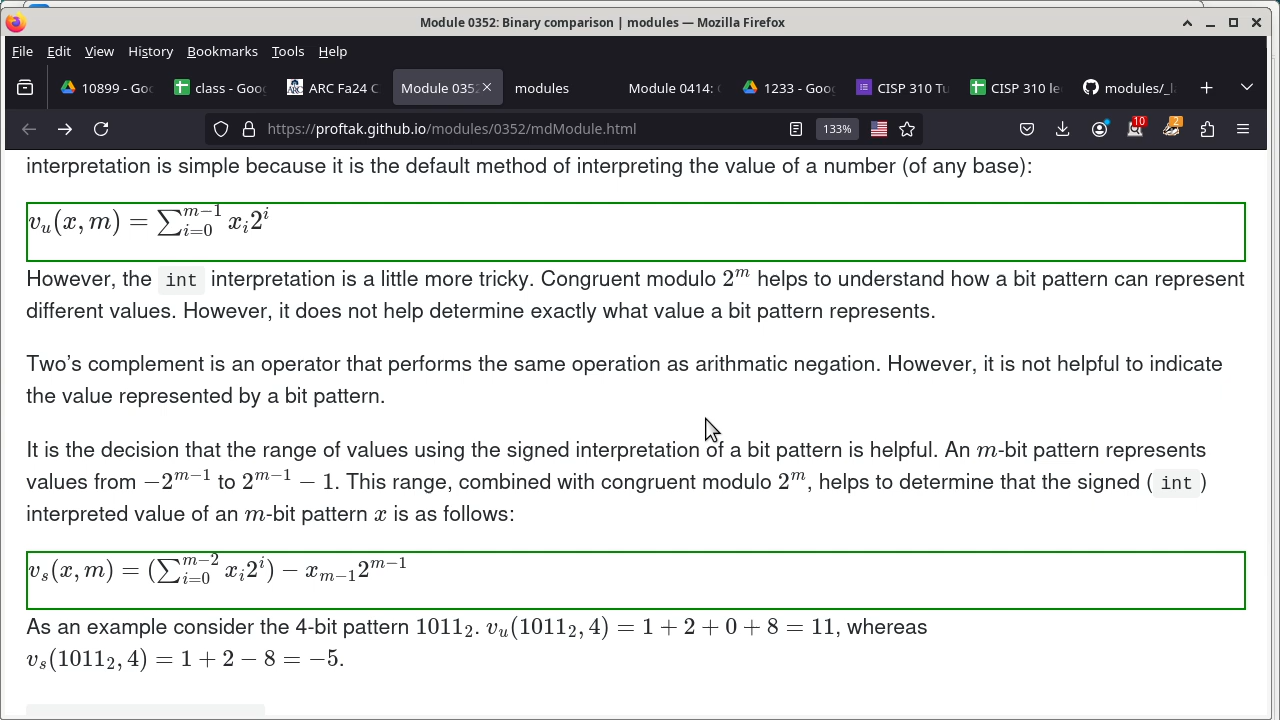 Module 0352: Binary comparison | modules — Mozilla Firefox
File Edit View History Bookmarks Tools Help
10899 - Goo class - Goog ARC Fa24 C Module 0352 modules Module 0414: 1233 - Goog CISP 310 Tu CISP 310 le modules/_l
https://proftak.github.io/modules/0352/mdModule.html 133% 10 2
interpretation is simple because it is the default method of interpreting the value of a number (of any base):
v_u(x, m) = ∑_{i=0}^{m−1} x_i2^i
However, the int interpretation is a little more tricky. Congruent modulo 2^m helps to understand how a bit pattern can represent
different values. However, it does not help determine exactly what value a bit pattern represents.
Two’s complement is an operator that performs the same operation as arithmatic negation. However, it is not helpful to indicate
the value represented by a bit pattern.
It is the decision that the range of values using the signed interpretation of a bit pattern is helpful. An m-bit pattern represents
values from −2^{m−1} to 2^{m−1} − 1. This range, combined with congruent modulo 2^m, helps to determine that the signed (int)
interpreted value of an m-bit pattern x is as follows:
v_s(x, m) = (∑_{i=0}^{m−2} x_i2^i) − x_{m−1}2^{m−1}
As an example consider the 4-bit pattern 1011_2. v_u(1011_2, 4) = 1 + 2 + 0 + 8 = 11, whereas
v_s(1011_2, 4) = 1 + 2 − 8 = −5.